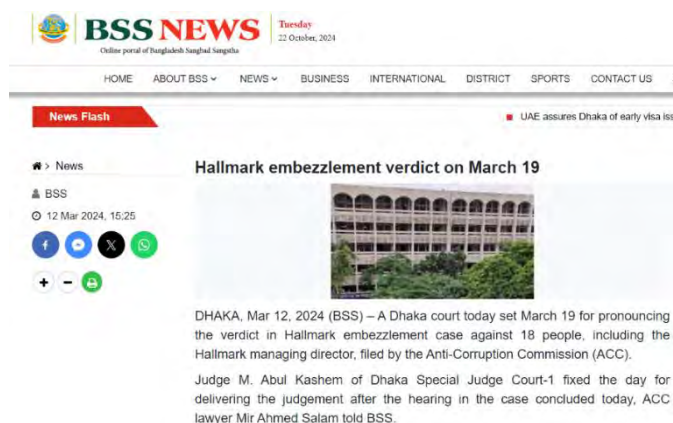 BSS NEWS
Online portal of Bangladesh Sangbad Sangstha
Tuesday
22 October, 2024
HOME ABOUT BSS NEWS BUSINESS INTERNATIONAL DISTRICT SPORTS CONTACT US
News Flash
UAE assures Dhaka of early visa iss
> News
BSS
12 Mar 2024, 15:25
Hallmark embezzlement verdict on March 19
DHAKA, Mar 12, 2024 (BSS) – A Dhaka court today set March 19 for pronouncing
the verdict in Hallmark embezzlement case against 18 people, including the
Hallmark managing director, filed by the Anti-Corruption Commission (ACC).
Judge M. Abul Kashem of Dhaka Special Judge Court-1 fixed the day for
delivering the judgement after the hearing in the case concluded today, ACC
lawyer Mir Ahmed Salam told BSS.